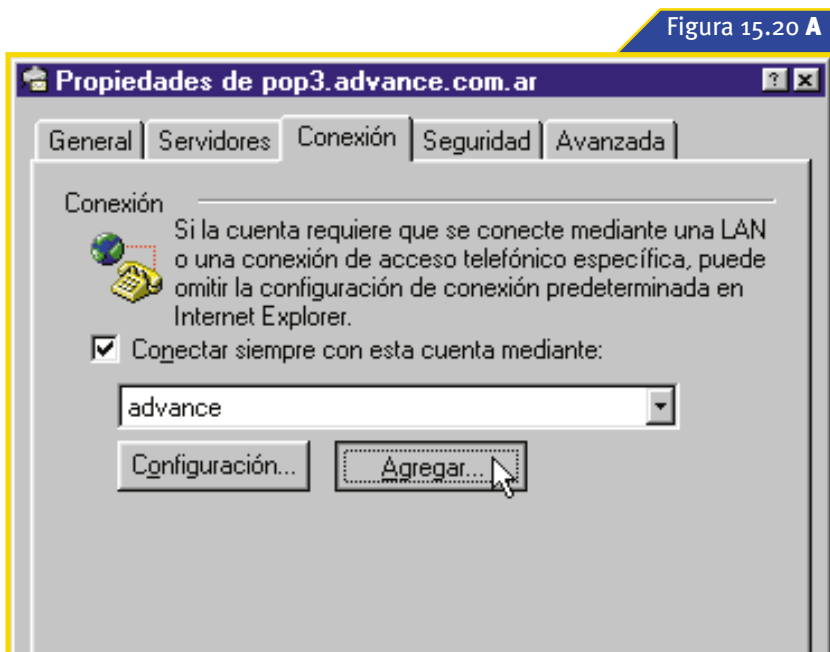 Figura 15.20 A
Propiedades de pop3.advance.com.ar
General Servidores Conexión Seguridad Avanzada
Conexión
Si la cuenta requiere que se conecte mediante una LAN
o una conexión de acceso telefónico específica, puede
omitir la configuración de conexión predeterminada en
Internet Explorer.
Conectar siempre con esta cuenta mediante:
advance
Configuración... Agregar...